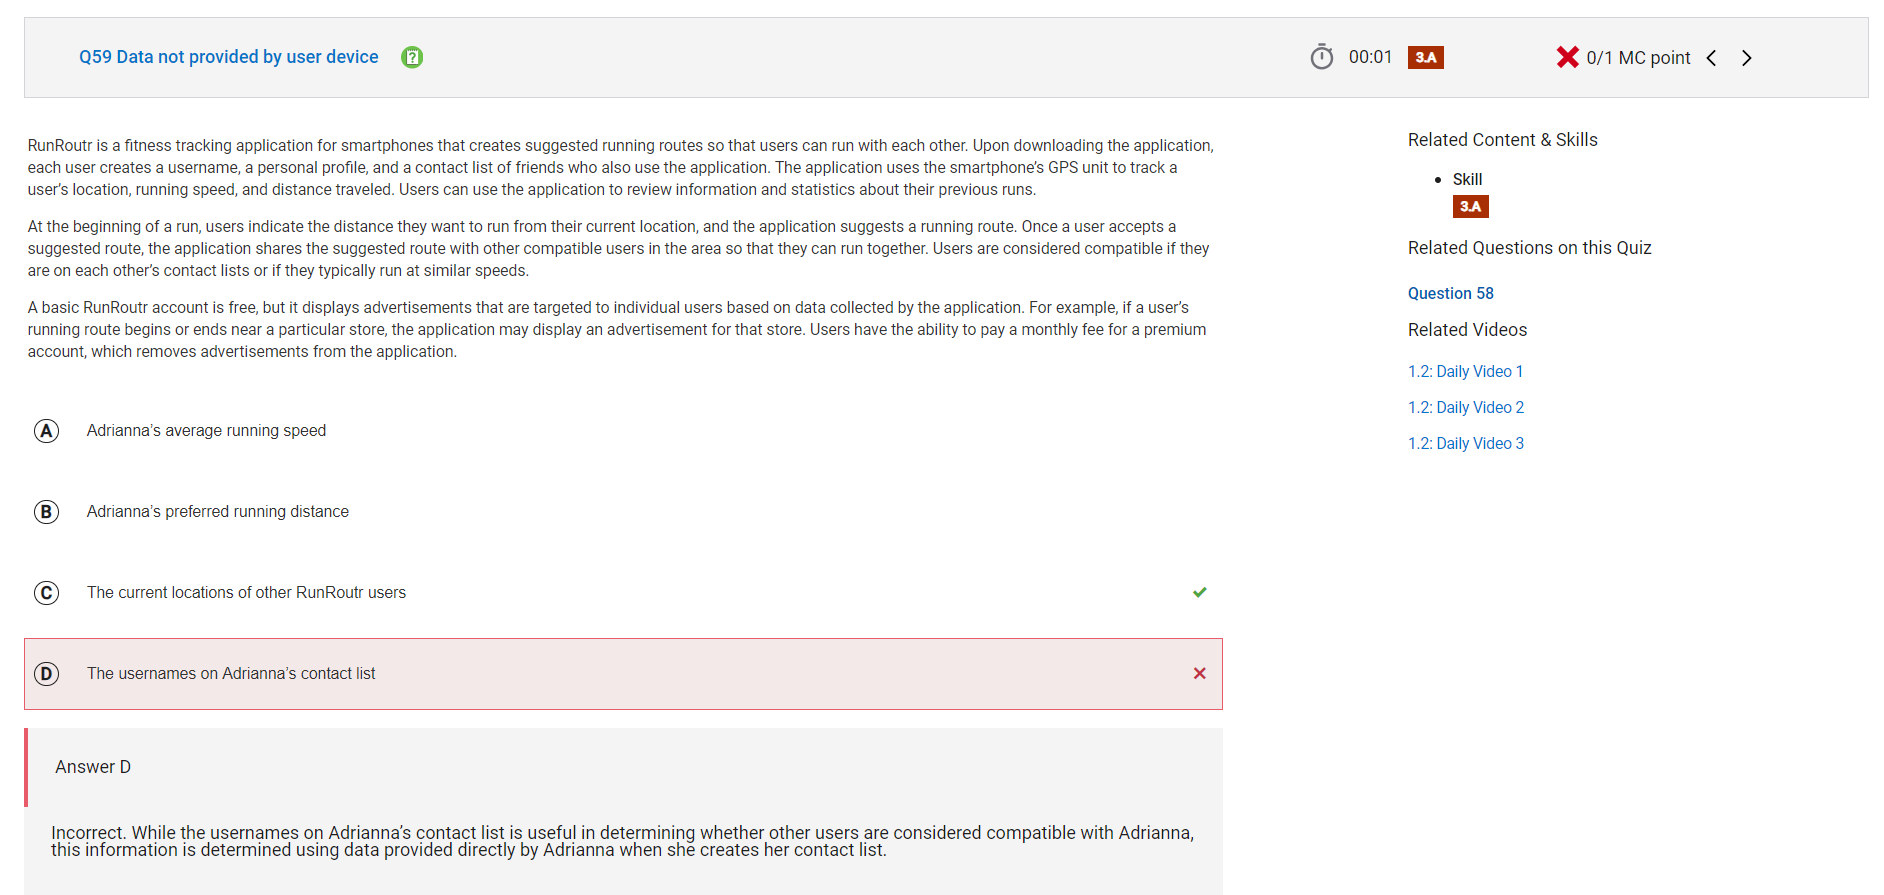 Q59 Data not provided by user device
00:01
3.A
0/1 MC point
RunRoutr is a fitness tracking application for smartphones that creates suggested running routes so that users can run with each other. Upon downloading the application,
each user creates a username, a personal profile, and a contact list of friends who also use the application. The application uses the smartphone’s GPS unit to track a
user’s location, running speed, and distance traveled. Users can use the application to review information and statistics about their previous runs.
At the beginning of a run, users indicate the distance they want to run from their current location, and the application suggests a running route. Once a user accepts a
suggested route, the application shares the suggested route with other compatible users in the area so that they can run together. Users are considered compatible if they
are on each other’s contact lists or if they typically run at similar speeds.
A basic RunRoutr account is free, but it displays advertisements that are targeted to individual users based on data collected by the application. For example, if a user’s
running route begins or ends near a particular store, the application may display an advertisement for that store. Users have the ability to pay a monthly fee for a premium
account, which removes advertisements from the application.
A Adrianna’s average running speed
B Adrianna’s preferred running distance
C The current locations of other RunRoutr users
D The usernames on Adrianna’s contact list
Answer D
Incorrect. While the usernames on Adrianna’s contact list is useful in determining whether other users are considered compatible with Adrianna,
this information is determined using data provided directly by Adrianna when she creates her contact list.
Related Content & Skills
Skill
3.A
Related Questions on this Quiz
Question 58
Related Videos
1.2: Daily Video 1
1.2: Daily Video 2
1.2: Daily Video 3